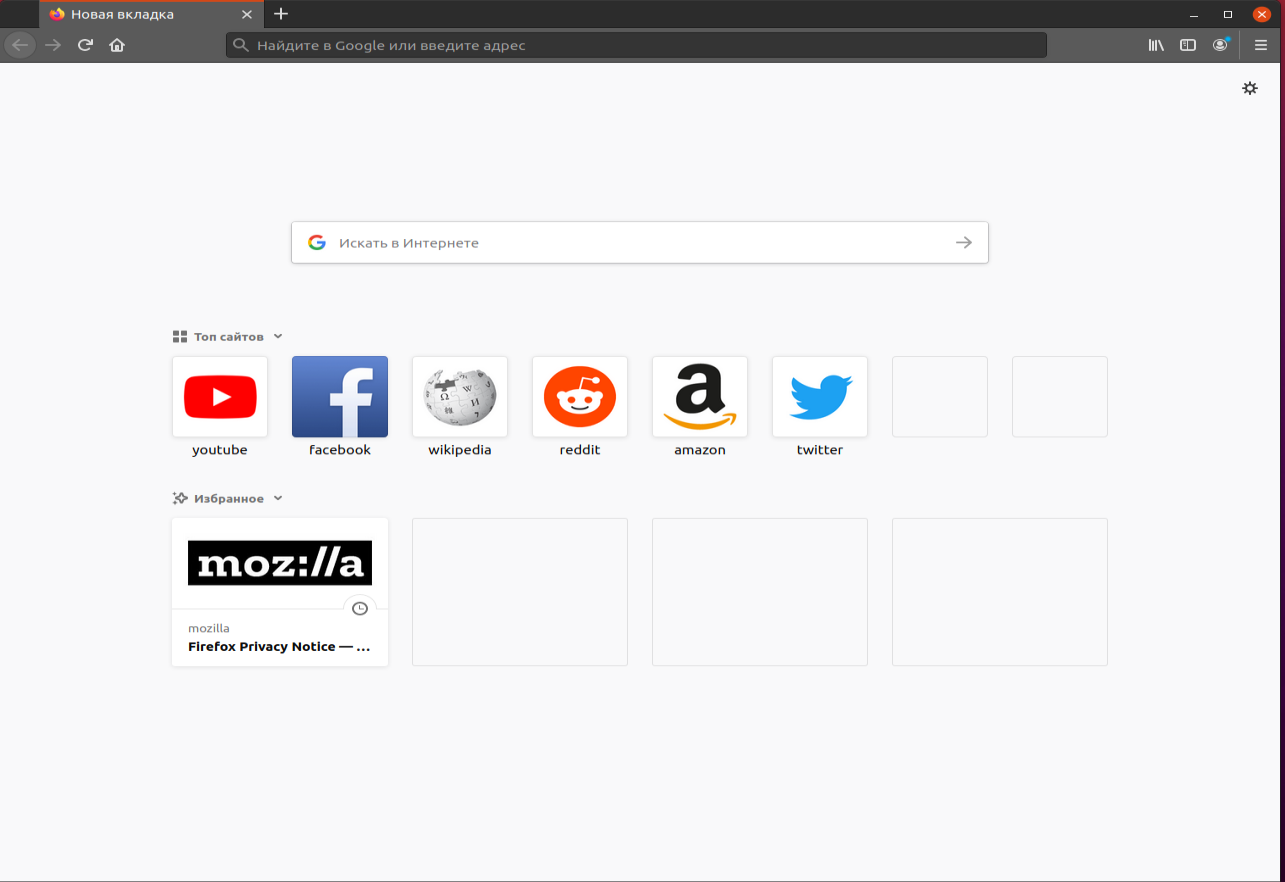 Новая вкладка
Найдите в Google или введите адрес
Искать в Интернете
Топ сайтов
youtube
facebook
wikipedia
reddit
amazon
twitter
Избранное
moz://a
mozilla
Firefox Privacy Notice — ...